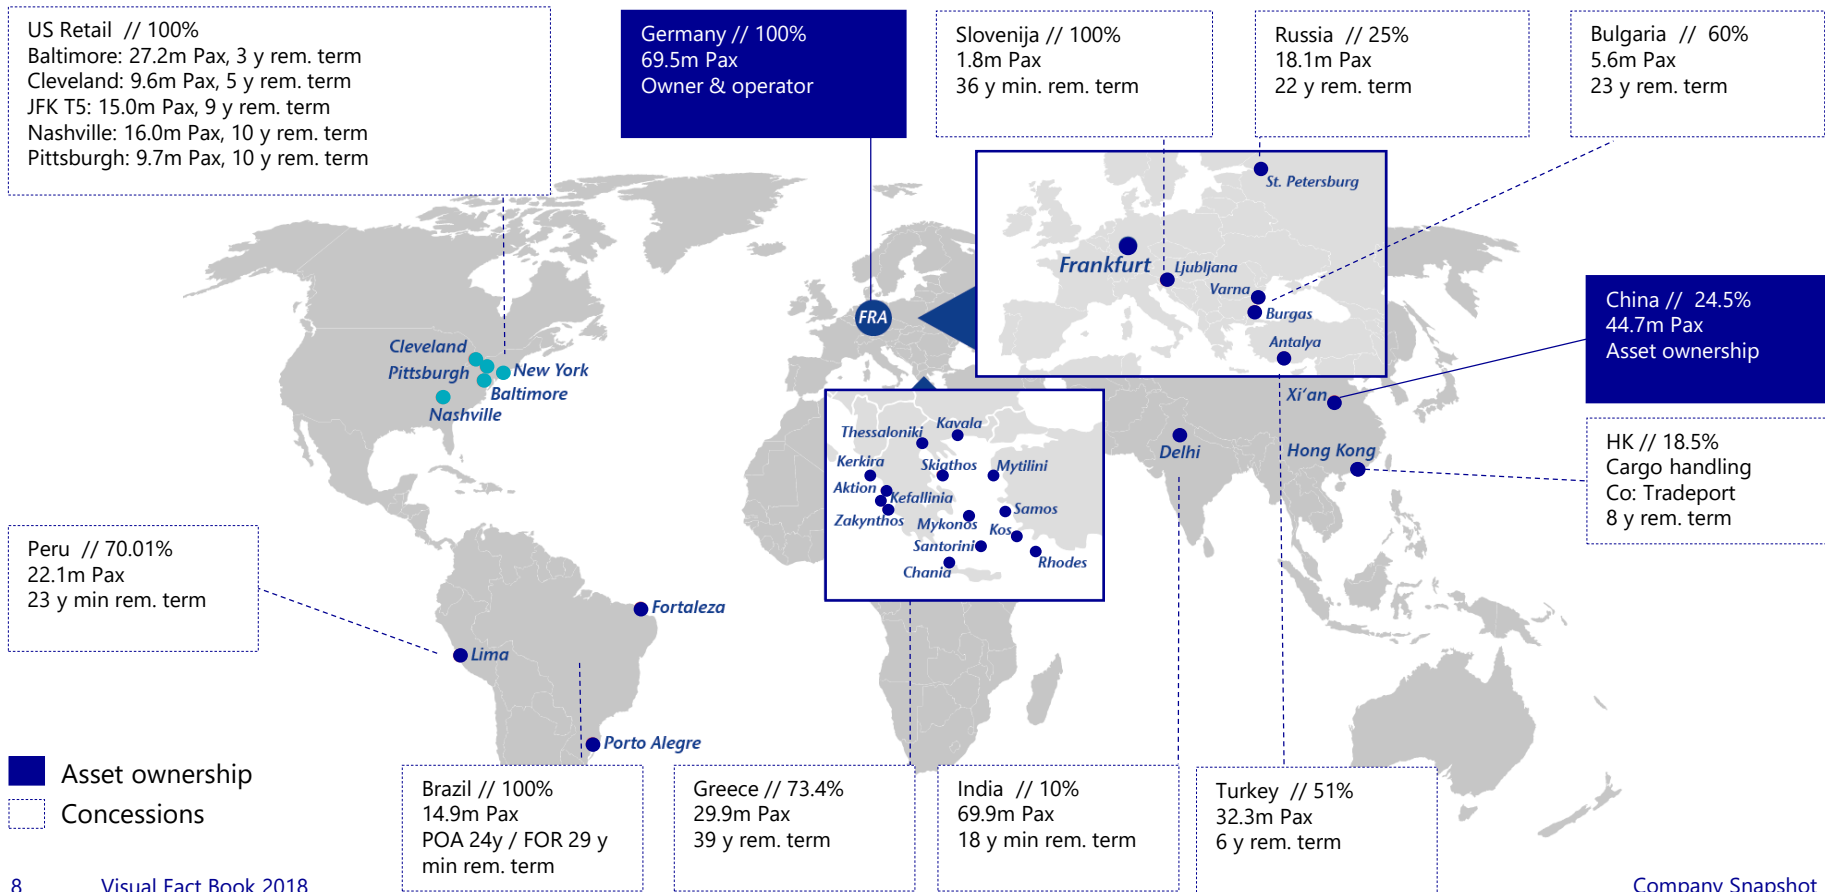 US Retail // 100%
Baltimore: 27.2m Pax, 3 y rem. term
Cleveland: 9.6m Pax, 5 y rem. term
JFK T5: 15.0m Pax, 9 y rem. term
Nashville: 16.0m Pax, 10 y rem. term
Pittsburgh: 9.7m Pax, 10 y rem. term
Germany // 100%
69.5m Pax
Owner & operator
Slovenija // 100%
1.8m Pax
36 y min. rem. term
Russia // 25%
18.1m Pax
22 y rem. term
Bulgaria // 60%
5.6m Pax
23 y rem. term
St. Petersburg
Frankfurt
Ljubljana
Varna
Burgas
Antalya
FRA
Cleveland
Pittsburgh
New York
Baltimore
Nashville
China // 24.5%
44.7m Pax
Asset ownership
Xi'an
Delhi
Hong Kong
HK // 18.5%
Cargo handling
Co: Tradeport
8 y rem. term
Kavala
Thessaloniki
Kerkira
Skiathos
Mytilini
Aktion
Kefallinia
Zakynthos
Mykonos
Samos
Kos
Santorini
Rhodes
Chania
Peru // 70.01%
22.1m Pax
23 y min rem. term
Fortaleza
Lima
Porto Alegre
Asset ownership
Concessions
Brazil // 100%
14.9m Pax
POA 24y / FOR 29 y
min rem. term
Greece // 73.4%
29.9m Pax
39 y rem. term
India // 10%
69.9m Pax
18 y min rem. term
Turkey // 51%
32.3m Pax
6 y rem. term
8
Visual Fact Book 2018
Company Snapshot